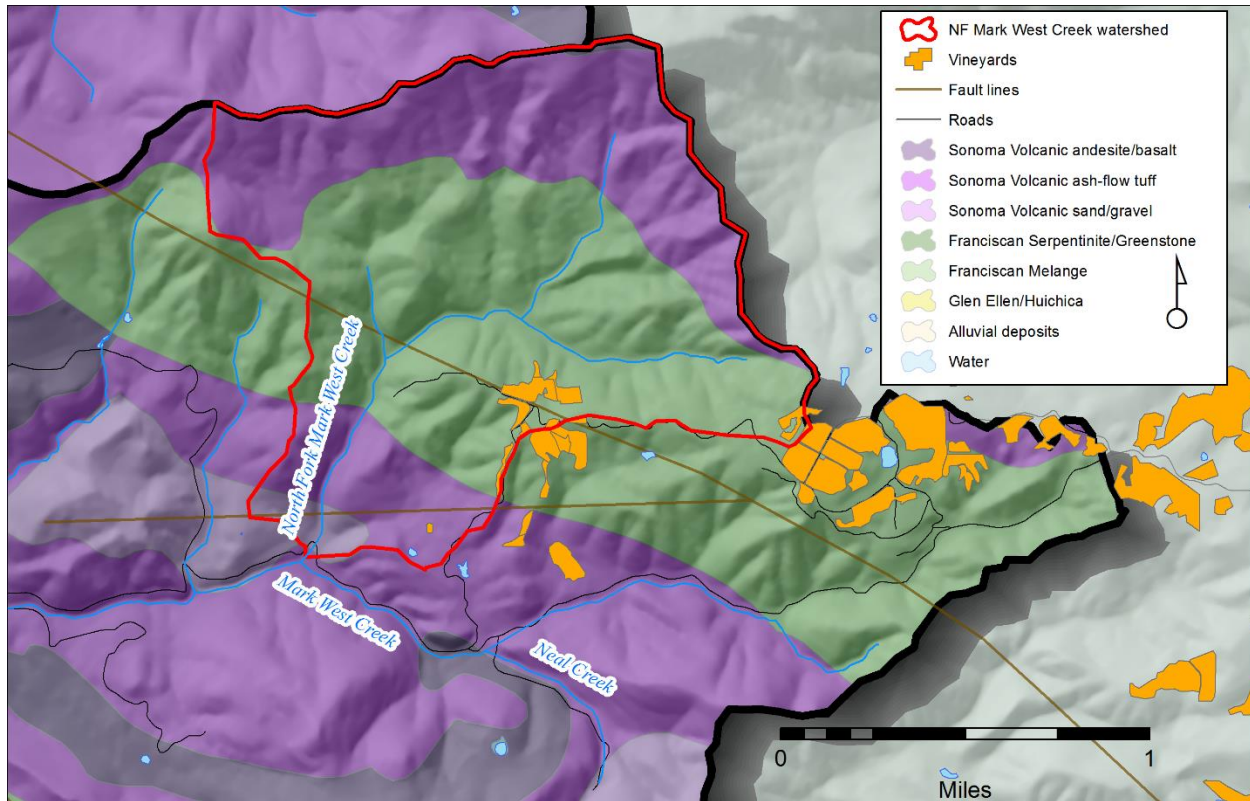 NF Mark West Creek watershed
Vineyards
Fault lines
Roads
Sonoma Volcanic andesite/basalt
Sonoma Volcanic ash-flow tuff
Sonoma Volcanic sand/gravel
Franciscan Serpentinite/Greenstone
Franciscan Melange
Glen Ellen/Huichica
Alluvial deposits
Water
North Fork Mark West Creek
Mark West Creek
Neal Creek
0 1
Miles